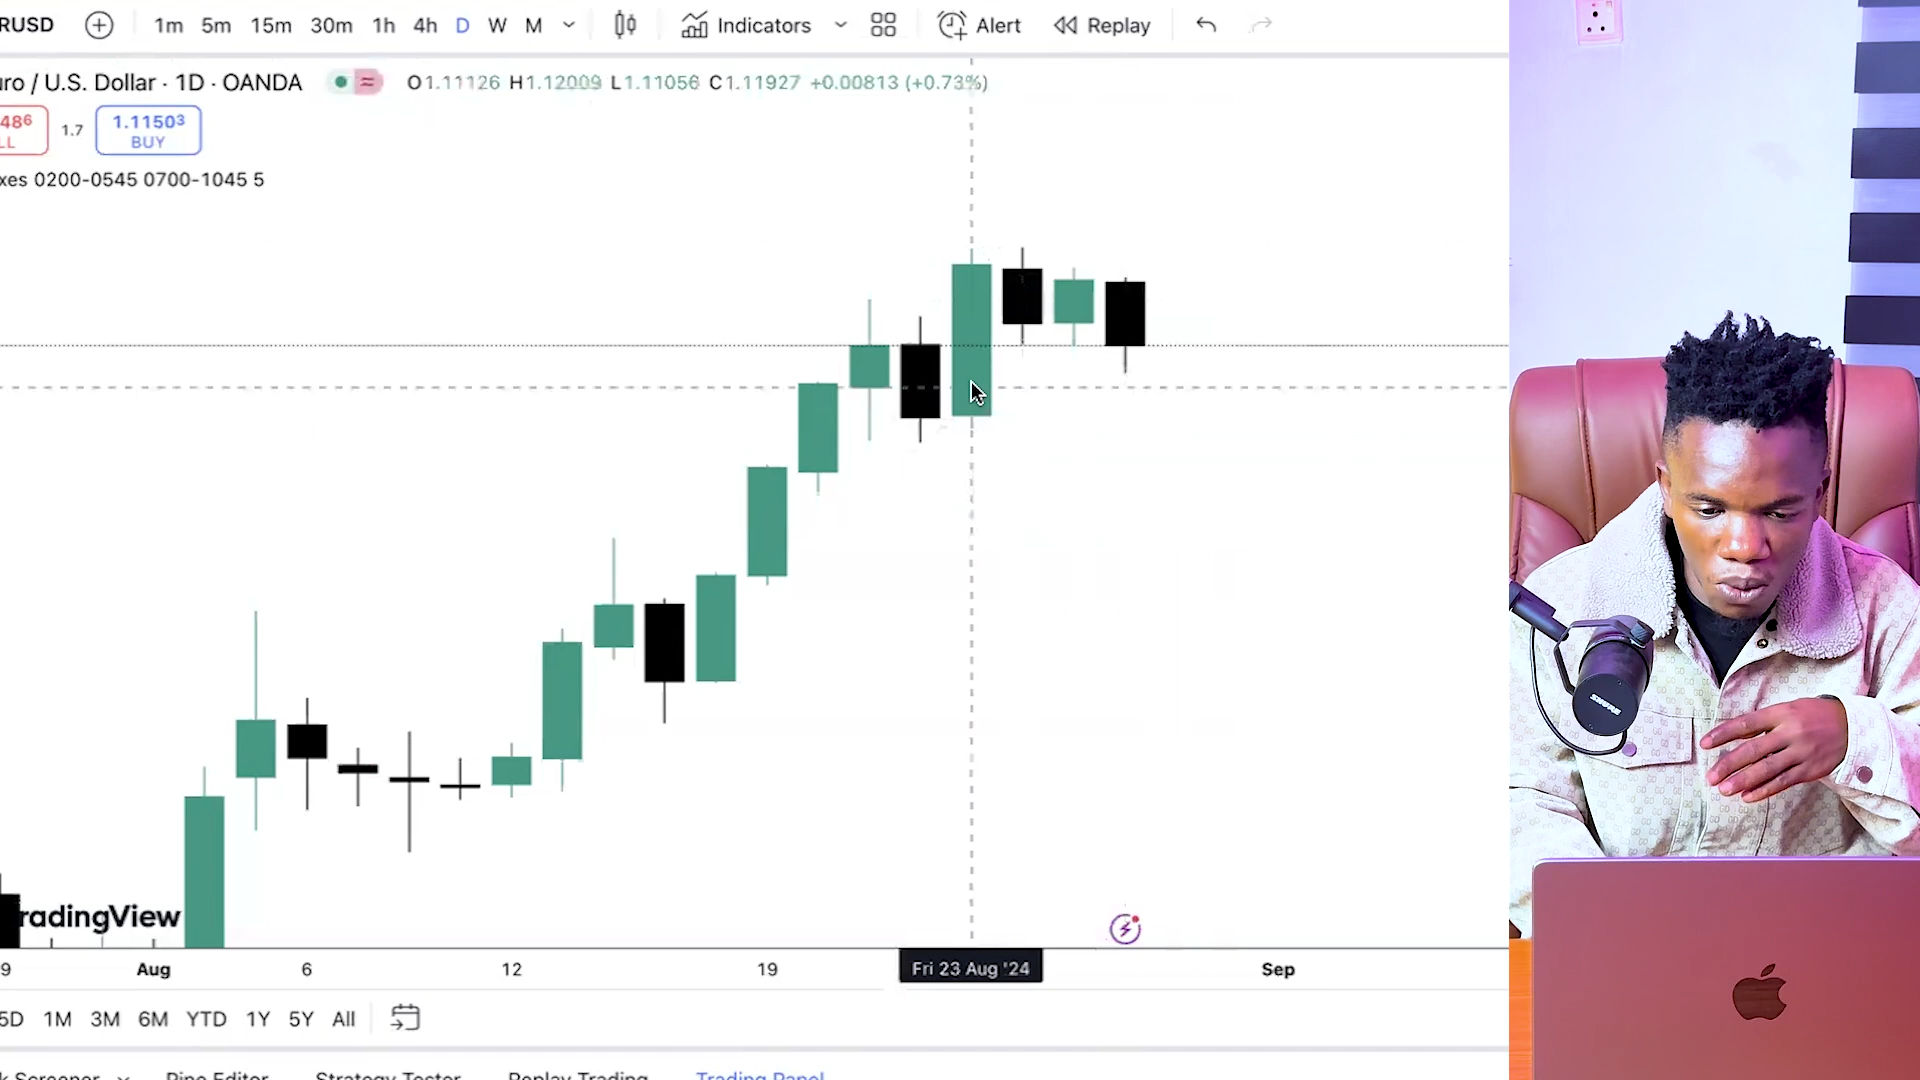 RUSD 1m 5m 15m 30m 1h 4h D W M Indicators Alert Replay
uro / U.S. Dollar · 1D · OANDA O1.11126 H1.12009 L1.11056 C1.11927 +0.00813 (+0.73%)
486 1.7 1.11503
LL BUY
xes 0200-0545 0700-1045 5
radingView
9 Aug 6 12 19 Fri 23 Aug '24 Sep
5D 1M 3M 6M YTD 1Y 5Y All
k Screener Pine Editor Strategy Tester Replay Trading Trading Panel